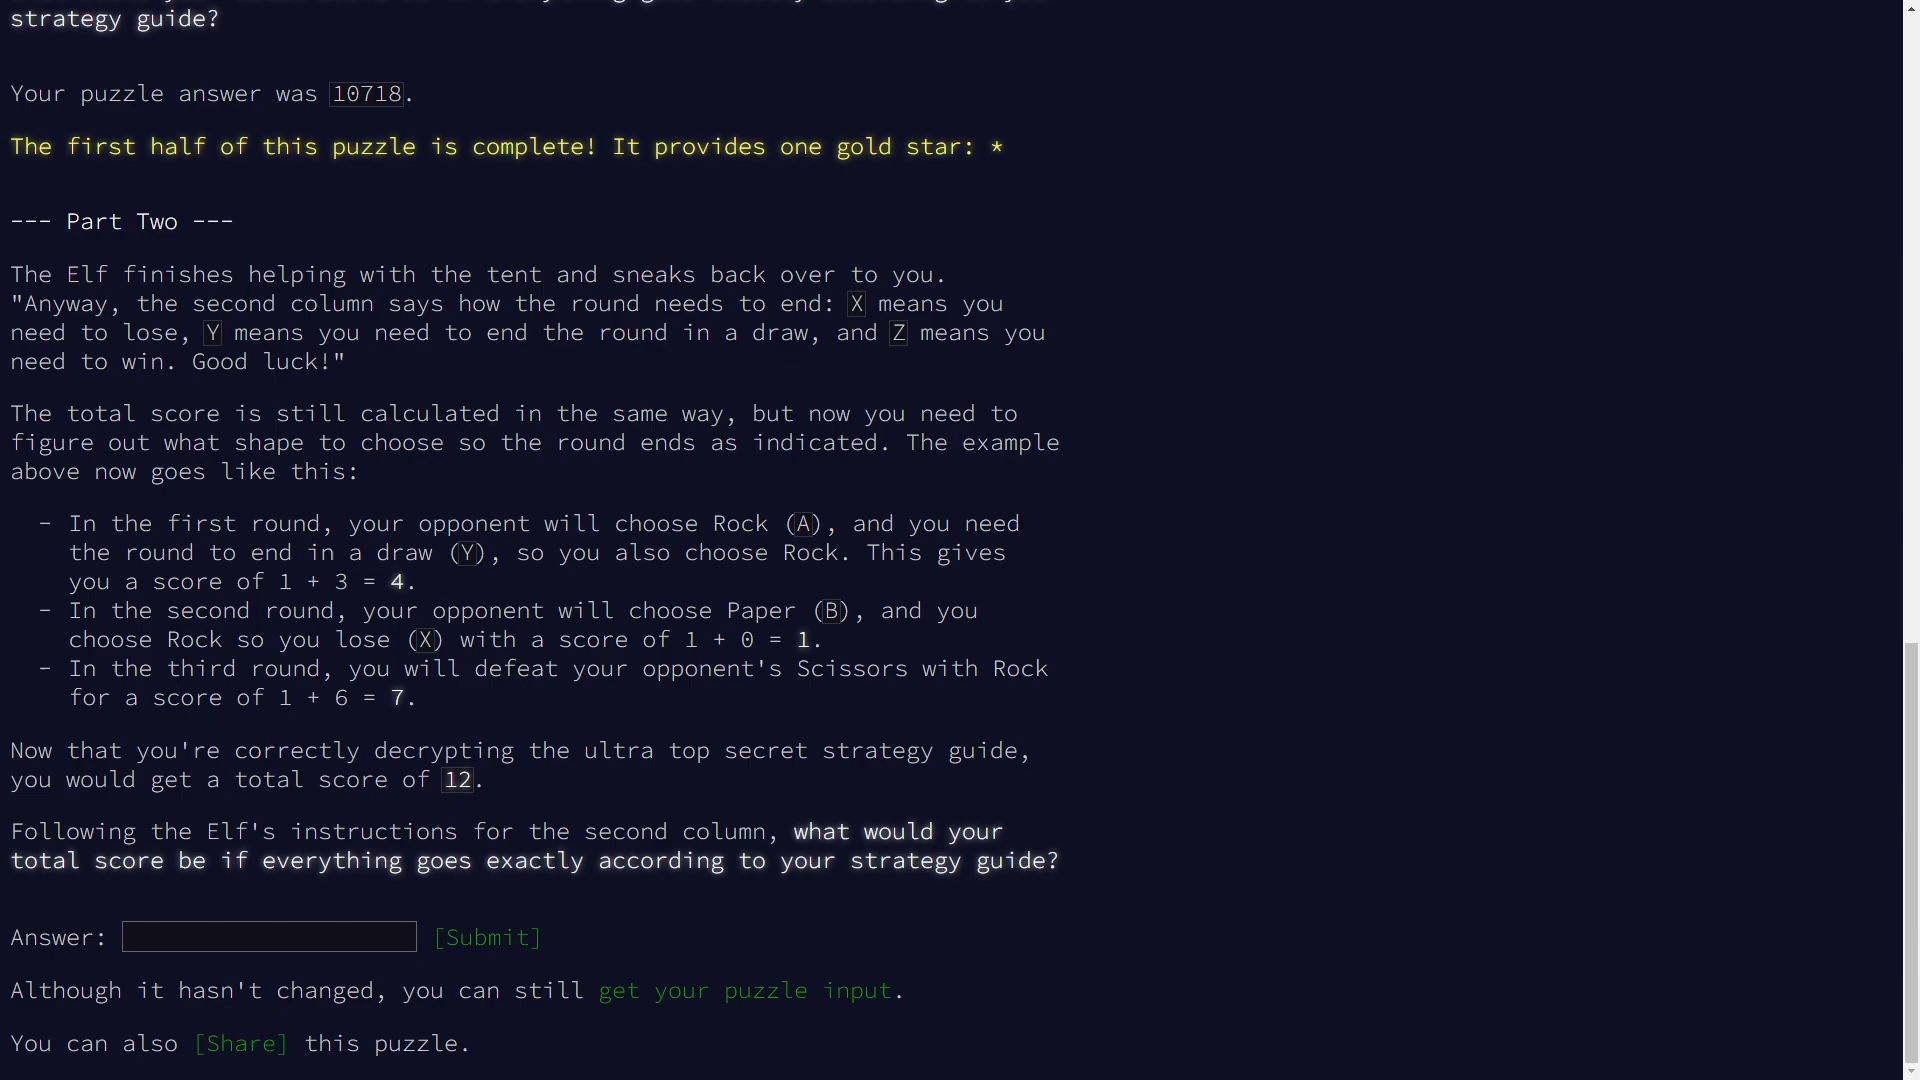 strategy guide?
Your puzzle answer was 10718.
The first half of this puzzle is complete! It provides one gold star: *
--- Part Two ---
The Elf finishes helping with the tent and sneaks back over to you.
"Anyway, the second column says how the round needs to end: X means you
need to lose, Y means you need to end the round in a draw, and Z means you
need to win. Good luck!"
The total score is still calculated in the same way, but now you need to
figure out what shape to choose so the round ends as indicated. The example
above now goes like this:
- In the first round, your opponent will choose Rock (A), and you need
the round to end in a draw (Y), so you also choose Rock. This gives
you a score of 1 + 3 = 4.
- In the second round, your opponent will choose Paper (B), and you
choose Rock so you lose (X) with a score of 1 + 0 = 1.
- In the third round, you will defeat your opponent's Scissors with Rock
for a score of 1 + 6 = 7.
Now that you're correctly decrypting the ultra top secret strategy guide,
you would get a total score of 12.
Following the Elf's instructions for the second column, what would your
total score be if everything goes exactly according to your strategy guide?
Answer: [Submit]
Although it hasn't changed, you can still get your puzzle input.
You can also [Share] this puzzle.